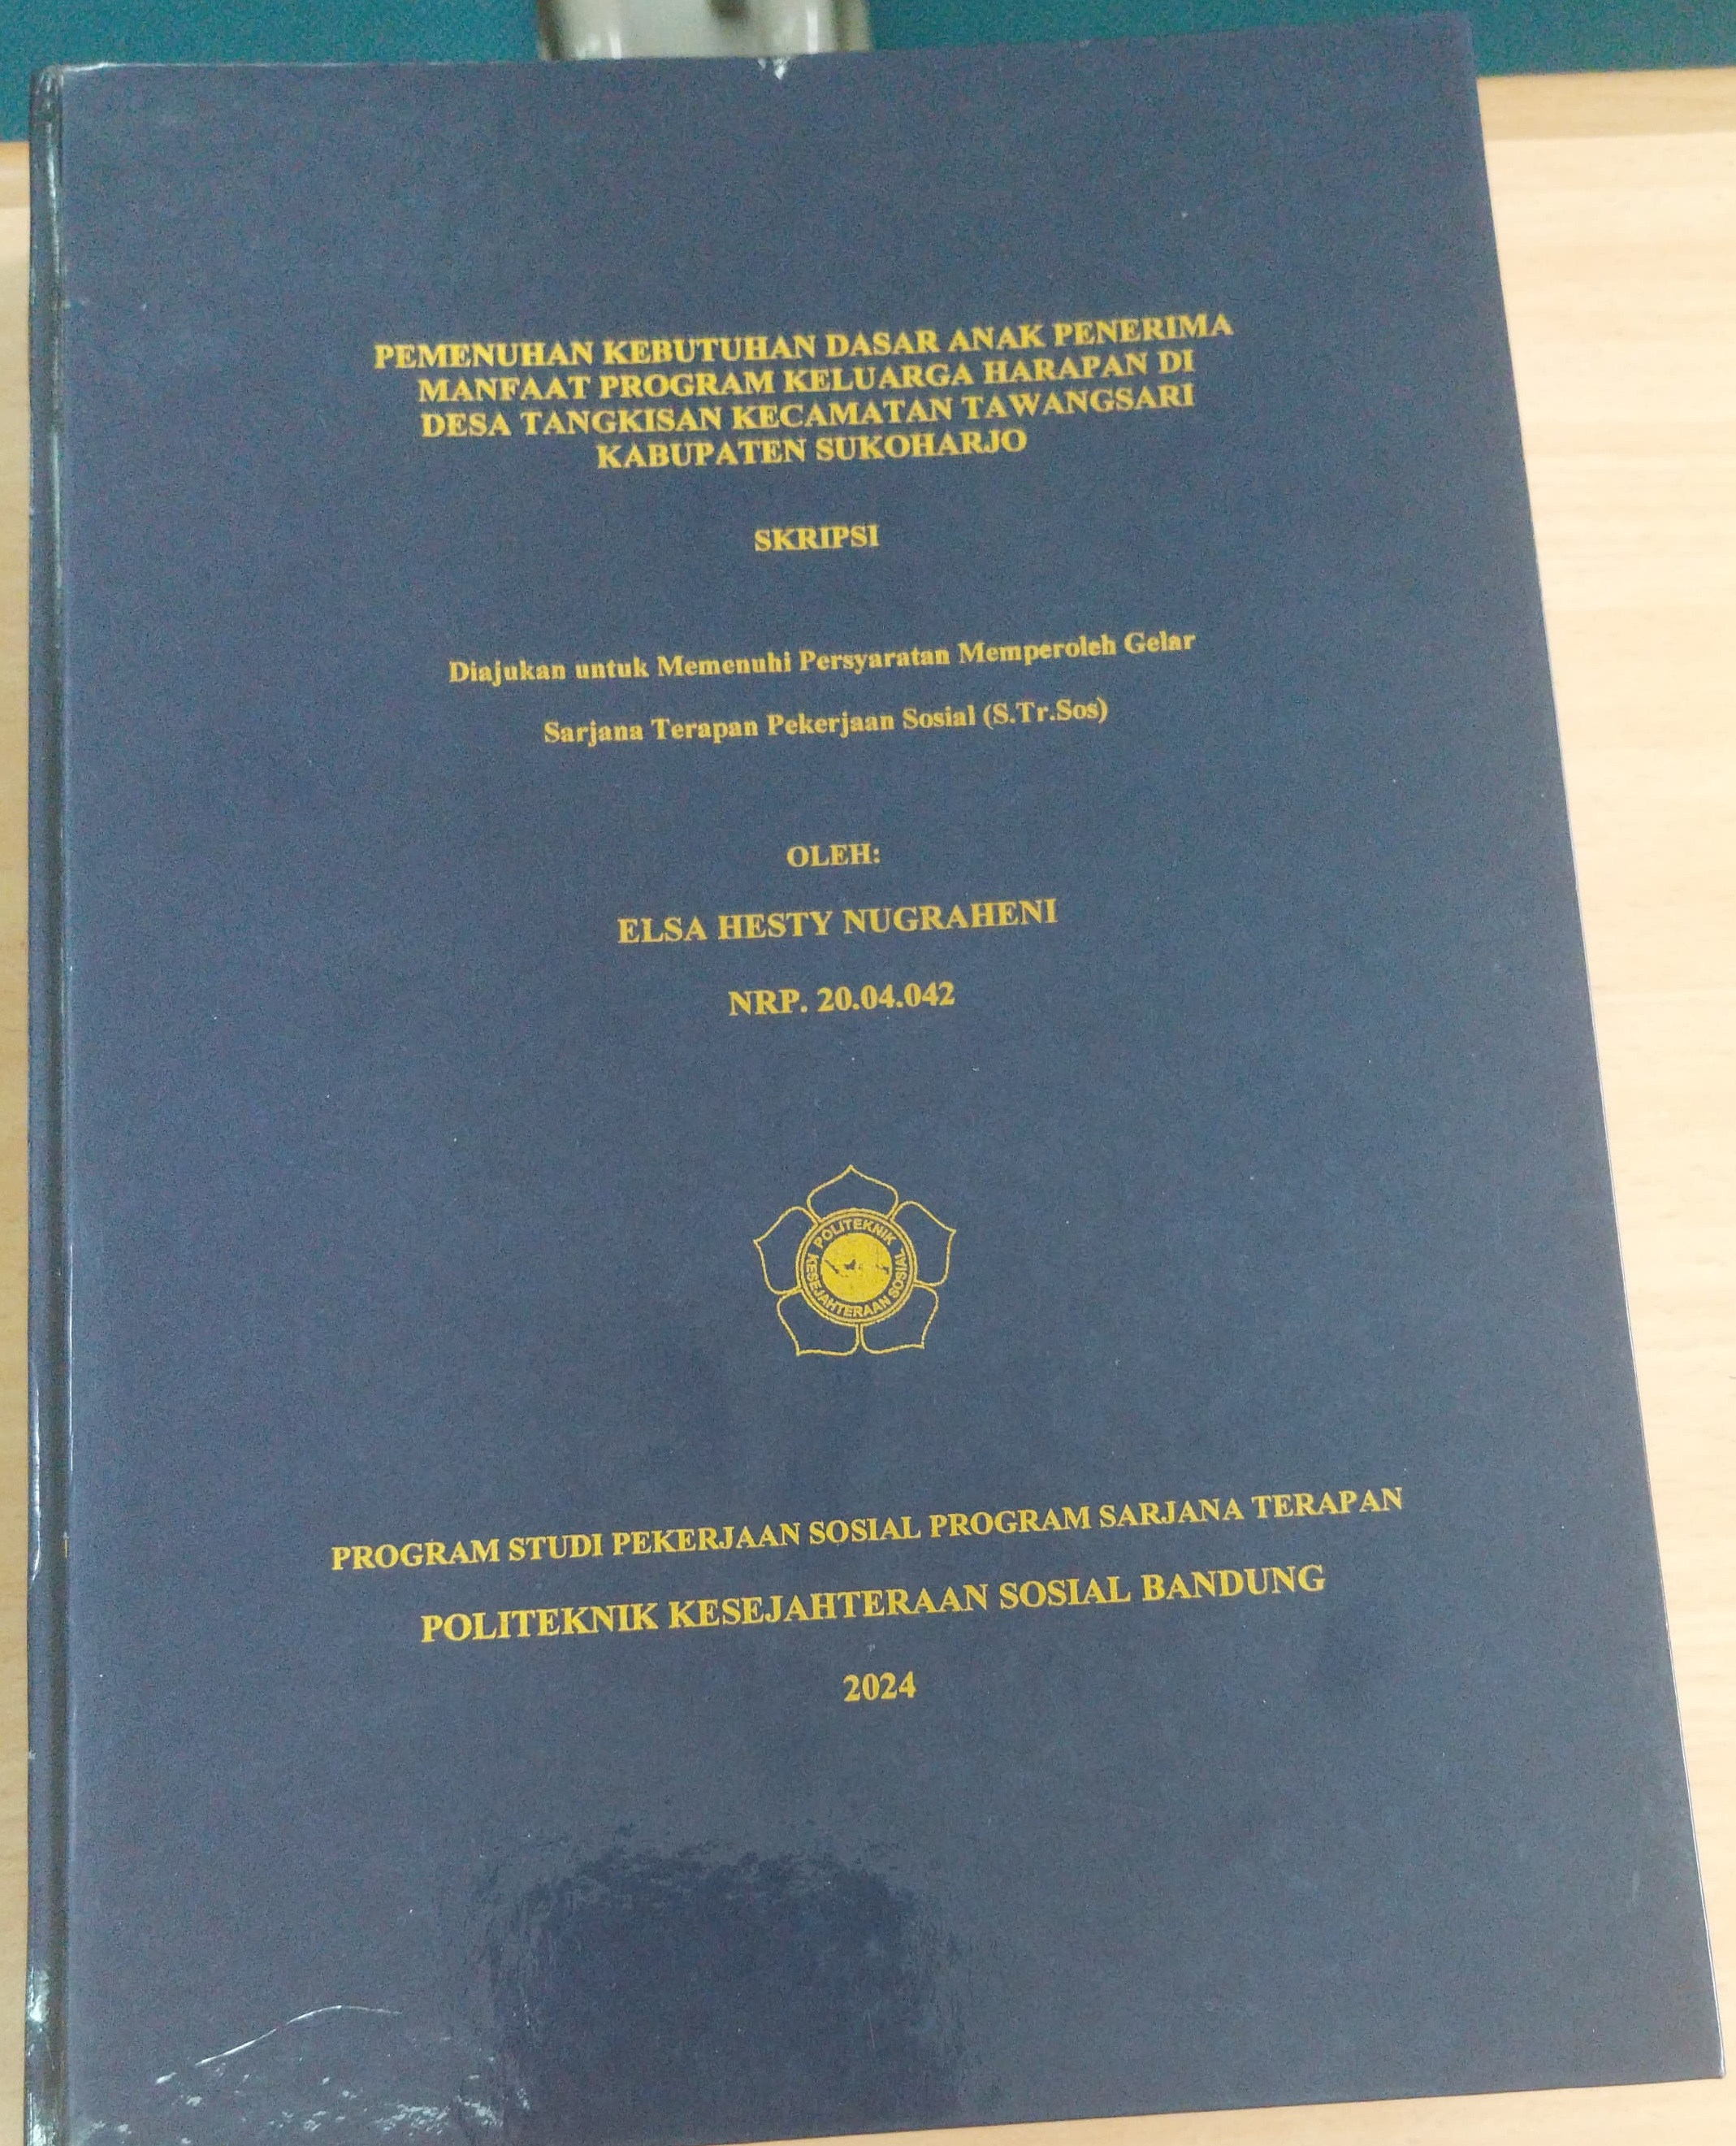 PEMENUHAN KEBUTUHAN DASAR ANAK PENERIMA
MANFAAT PROGRAM KELUARGA HARAPAN DI
DESA TANGKISAN KECAMATAN TAWANGSARI
KABUPATEN SUKOHARJO
SKRIPSI
Diajukan untuk Memenuhi Persyaratan Memperoleh Gelar
Sarjana Terapan Pekerjaan Sosial (S.Tr.Sos)
OLEH:
ELSA HESTY NUGRAHENI
NRP. 20.04.042
POLITEKNIK
KESEJAHTERAAN SOSIAL
PROGRAM STUDI PEKERJAAN SOSIAL PROGRAM SARJANA TERAPAN
POLITEKNIK KESEJAHTERAAN SOSIAL BANDUNG
2024